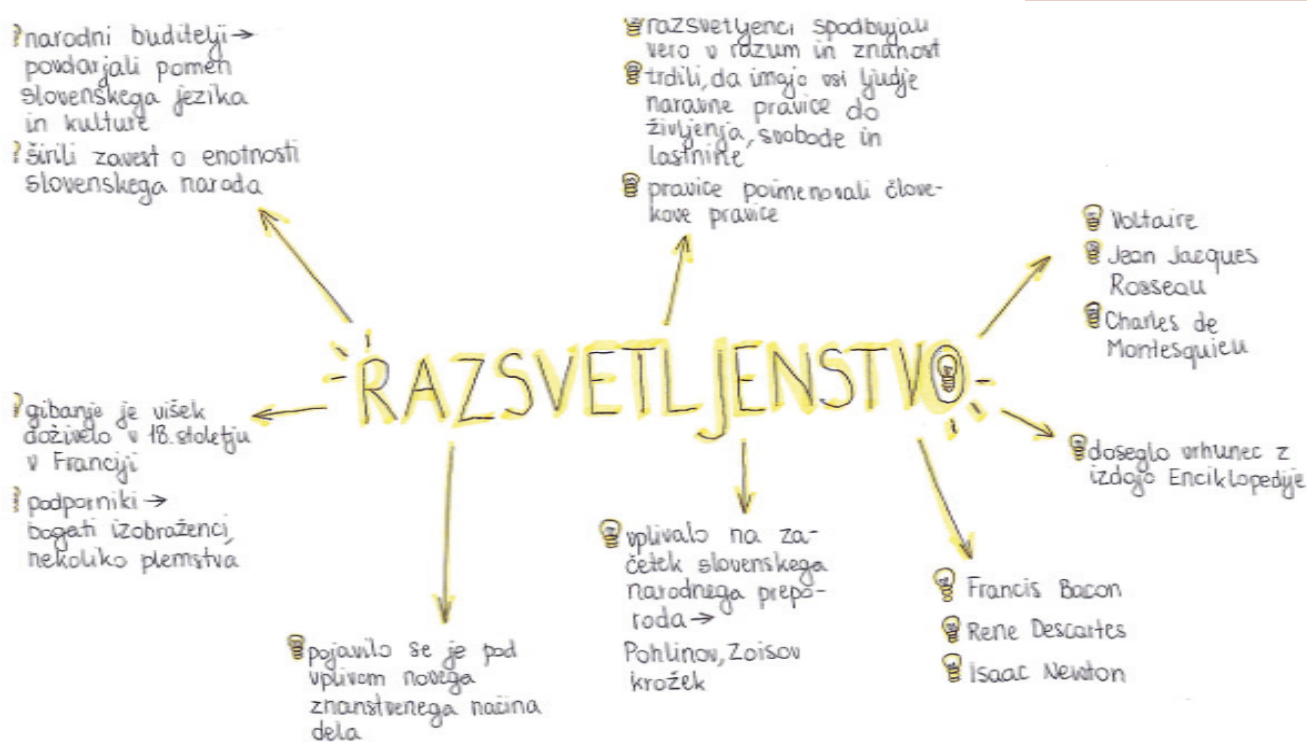 narodni buditelji →
povdarjali pomen
slovenskega jezika
in kulture
širili zavest o enotnosti
slovenskega naroda
razsvetljenci spodbujali
vero v razum in znanost
trdili, da imajo vsi ljudje
naravne pravice do
življenja, svobode in
lastnine
pravice poimenovali člove-
kove pravice
Voltaire
Jean Jacques
Rosseau
Charles de
Montesquieu
RAZSVETLJENSTVO
gibanje je višek
doživelo v 18. stoletju
v Franciji
podporniki →
bogati izobraženci,
nekoliko plemstva
doseglo vrhunec z
izdajo Enciklopedije
pojavilo se je pod
vplivom novega
znanstvenega načina
dela
vplivalo na za-
četek slovenskega
narodnega prepo-
roda →
Pohlinov, Zoisov
krožek
Francis Bacon
Rene Descartes
Isaac Newton